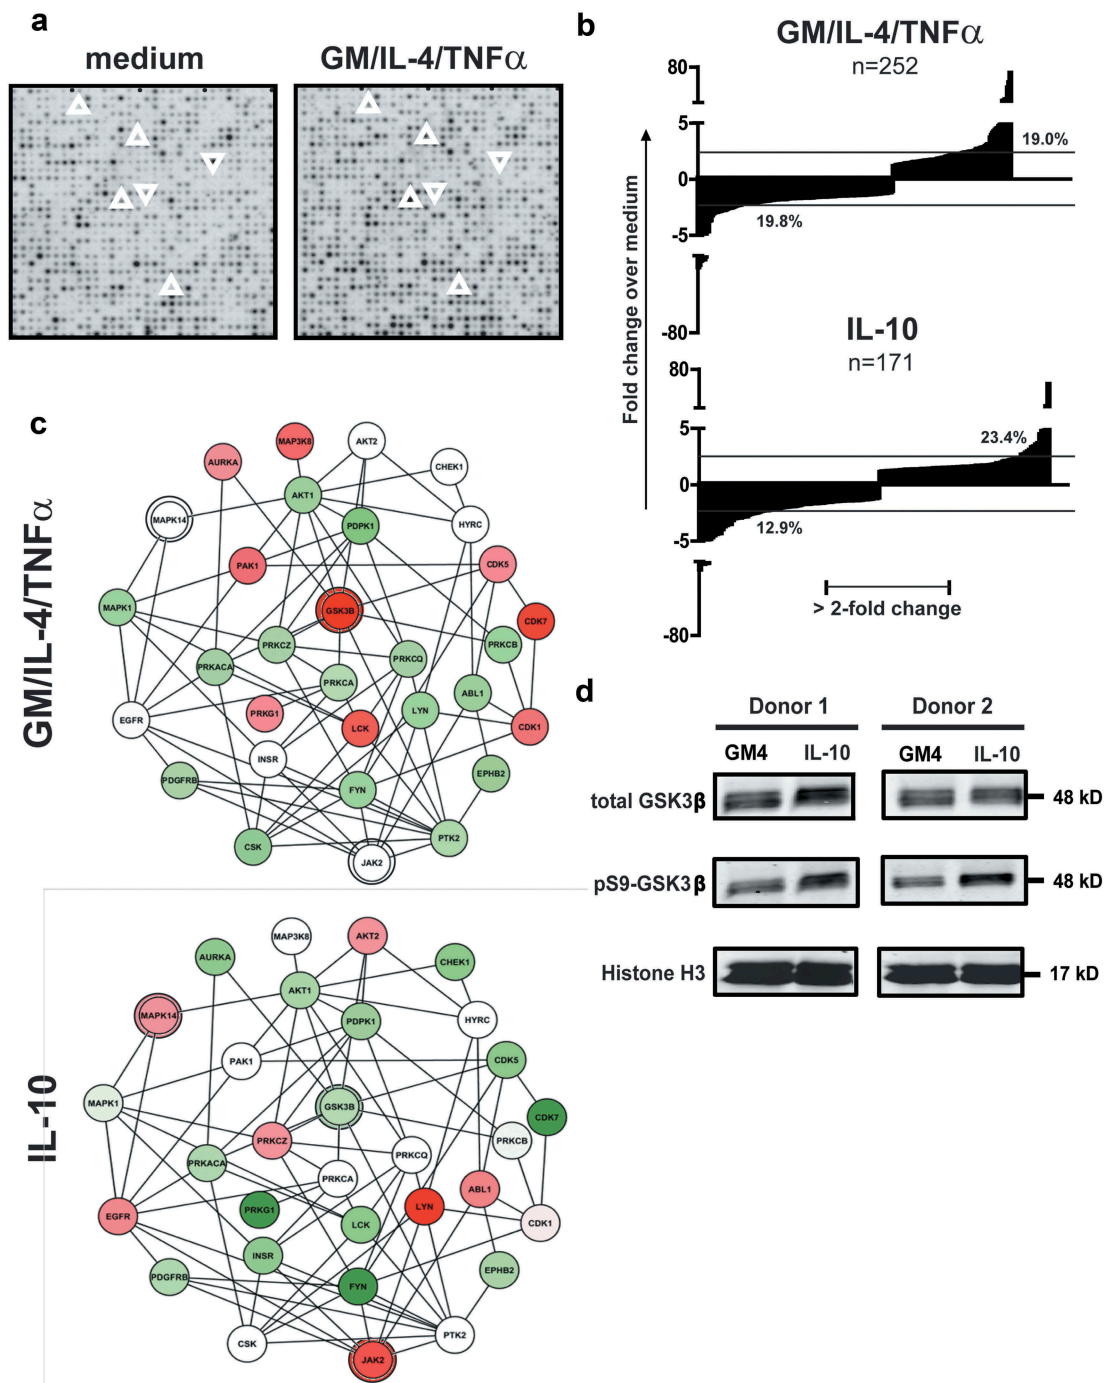 a
medium
GM/IL-4/TNFα
b
GM/IL-4/TNFα
n=252
80
5
0
-5
-80
19.0%
19.8%
Fold change over medium
IL-10
n=171
80
5
0
-5
-80
23.4%
12.9%
> 2-fold change
c
GM/IL-4/TNFα
MAP3K8
AKT2
AURKA
CHEK1
AKT1
MAPK14
PDPK1
HYRC
PAK1
CDK5
MAPK1
GSK3B
CDK7
PRKCZ
PRKCQ
PRKCB
PRKACA
PRKCA
ABL1
EGFR
PRKG1
LYN
LCK
CDK1
INSR
PDGFRB
FYN
EPHB2
CSK
PTK2
JAK2
IL-10
MAP3K8
AKT2
AURKA
CHEK1
AKT1
MAPK14
PDPK1
HYRC
PAK1
CDK5
MAPK1
GSK3B
CDK7
PRKCZ
PRKCQ
PRKCB
PRKACA
PRKCA
ABL1
EGFR
PRKG1
LYN
LCK
CDK1
INSR
PDGFRB
FYN
EPHB2
CSK
PTK2
JAK2
d
Donor 1 Donor 2
GM4 IL-10 GM4 IL-10
total GSK3β 48 kD
pS9-GSK3β 48 kD
Histone H3 17 kD